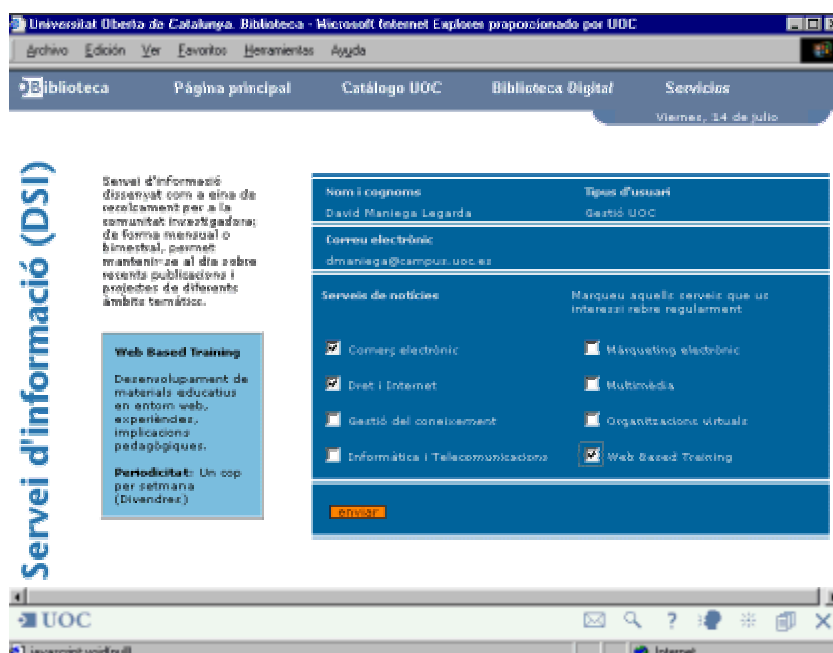 Universitat Oberta de Catalunya. Biblioteca - Microsoft Internet Explorer proporcionado por UOC
Archivo Edición Ver Favoritos Herramientas Ayuda
Biblioteca Página principal Catálogo UOC Biblioteca Digital Servicios
Viernes, 14 de julio
Servei d'informació (DSI)
Servei d'informació
dissenyat com a eina de
recolzament per a la
comunitat investigadora;
de forma mensual o
bimestral, permet
mantenir-se al dia sobre
recents publicacions i
projectes de diferents
àmbits temàtics.
Web Based Training
Desenvolupament de
materials educatius
en entorn web,
experiències,
implicacions
pedagògiques.
Periodicitat: Un cop
per setmana
(Divendres)
Nom i cognoms Tipus d'usuari
David Maniega Legarda Gestió UOC
Correu electrònic
dmaniega@campus.uoc.es
Serveis de notícies Marqueu aquells serveis que us
interessi rebre regularment
Comerç electrònic Màrqueting electrònic
Dret i Internet Multimèdia
Gestió del coneixement Organitzacions virtuals
Informàtica i Telecomunicacions Web Based Training
enviar
UOC
javascript:void(null) Internet